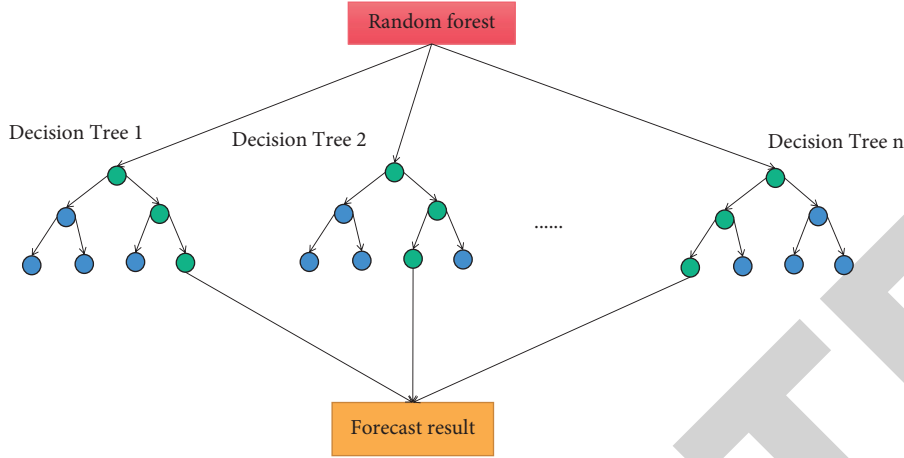 Random forest
Decision Tree 1
Decision Tree 2
Decision Tree n
......
Forecast result